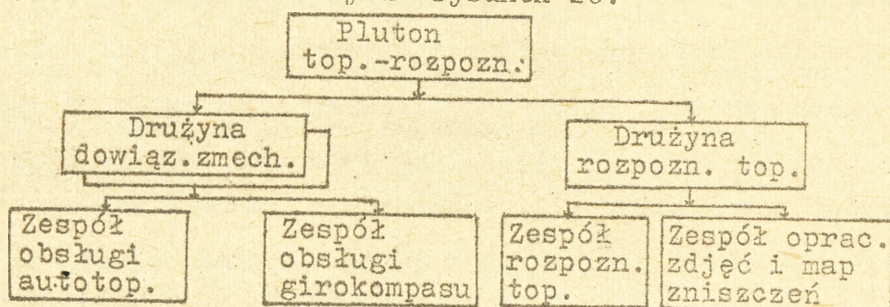 rysunek
Pluton
top.-rozpozn.
Drużyna
dowiąz.zmech.
Drużyna
rozpozn. top.
Zespół
obsługi
autotop.
Zespół
obsługi
girokompasu
Zespół
rozpozn.
top.
Zespół oprac.
zdjęć i map
zniszczeń